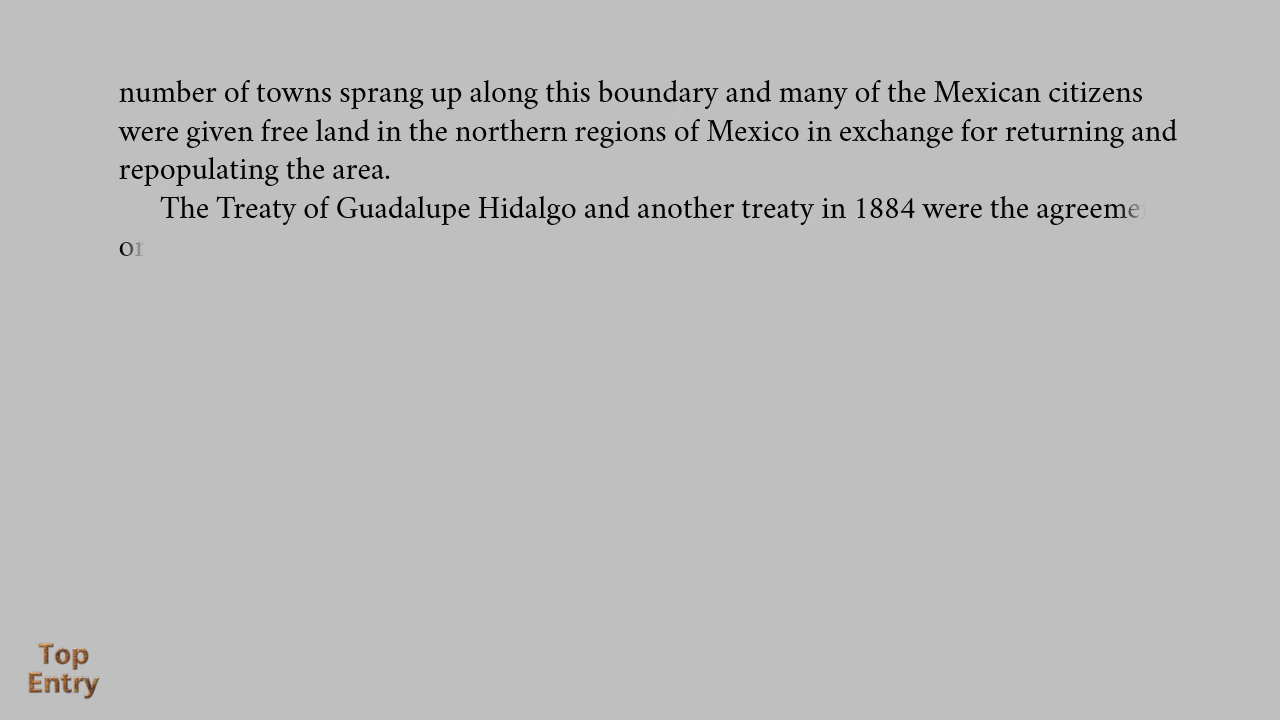 number of towns sprang up along this boundary and many of the Mexican citizens
were given free land in the northern regions of Mexico in exchange for returning and
repopulating the area.
The Treaty of Guadalupe Hidalgo and another treaty in 1884 were the
Top
Entry